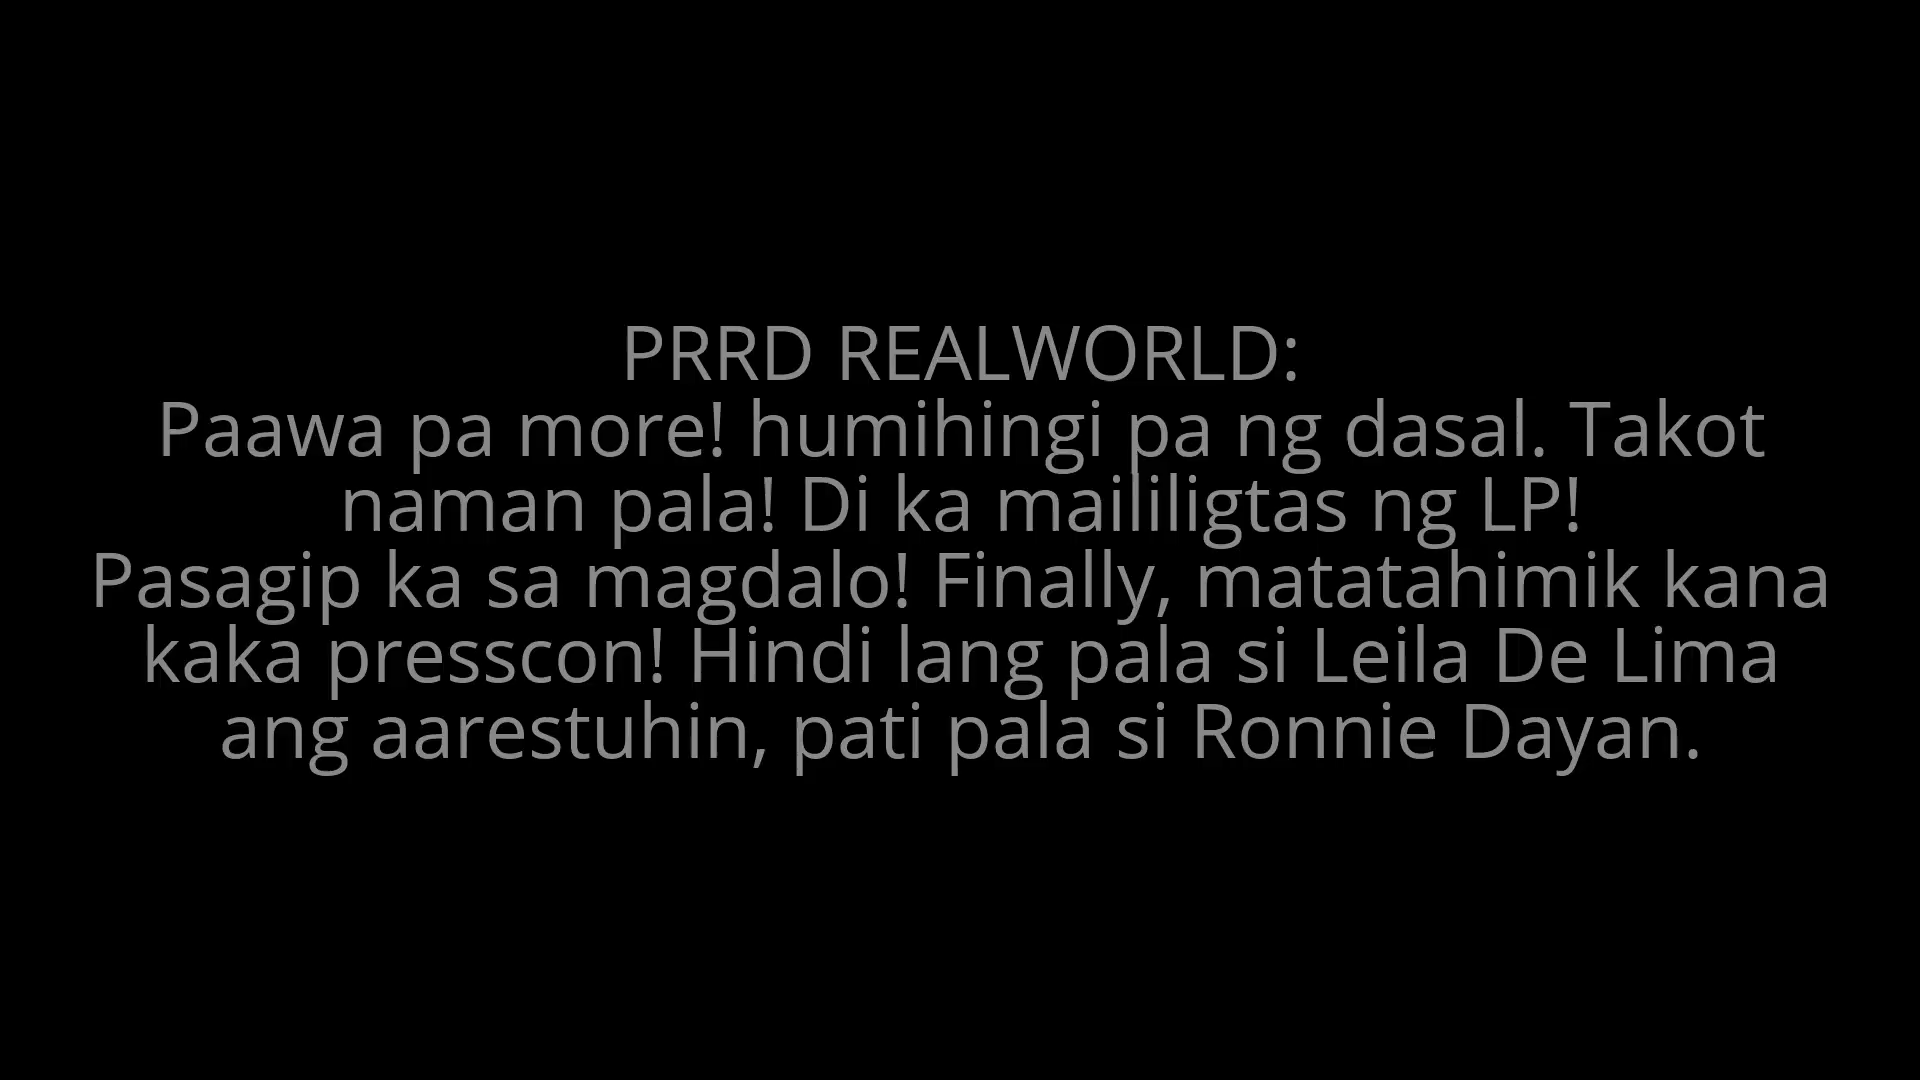 PRRD REALWORLD:
Paawa pa more! humihingi pa ng dasal. Takot
naman pala! Di ka maililigtas ng LP!
Pasagip ka sa magdalo! Finally, matatahimik kana
kaka presscon! Hindi lang pala si Leila De Lima
ang aarestuhin, pati pala si Ronnie Dayan.